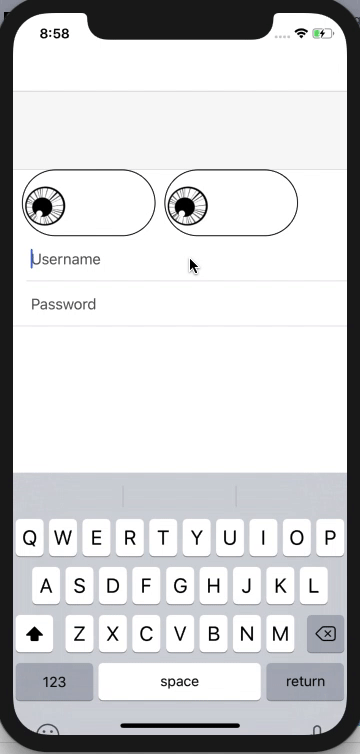 8:58
Username
Password
Q W E R T Y U I O P
A S D F G H J K L
Z X C V B N M
123 space return